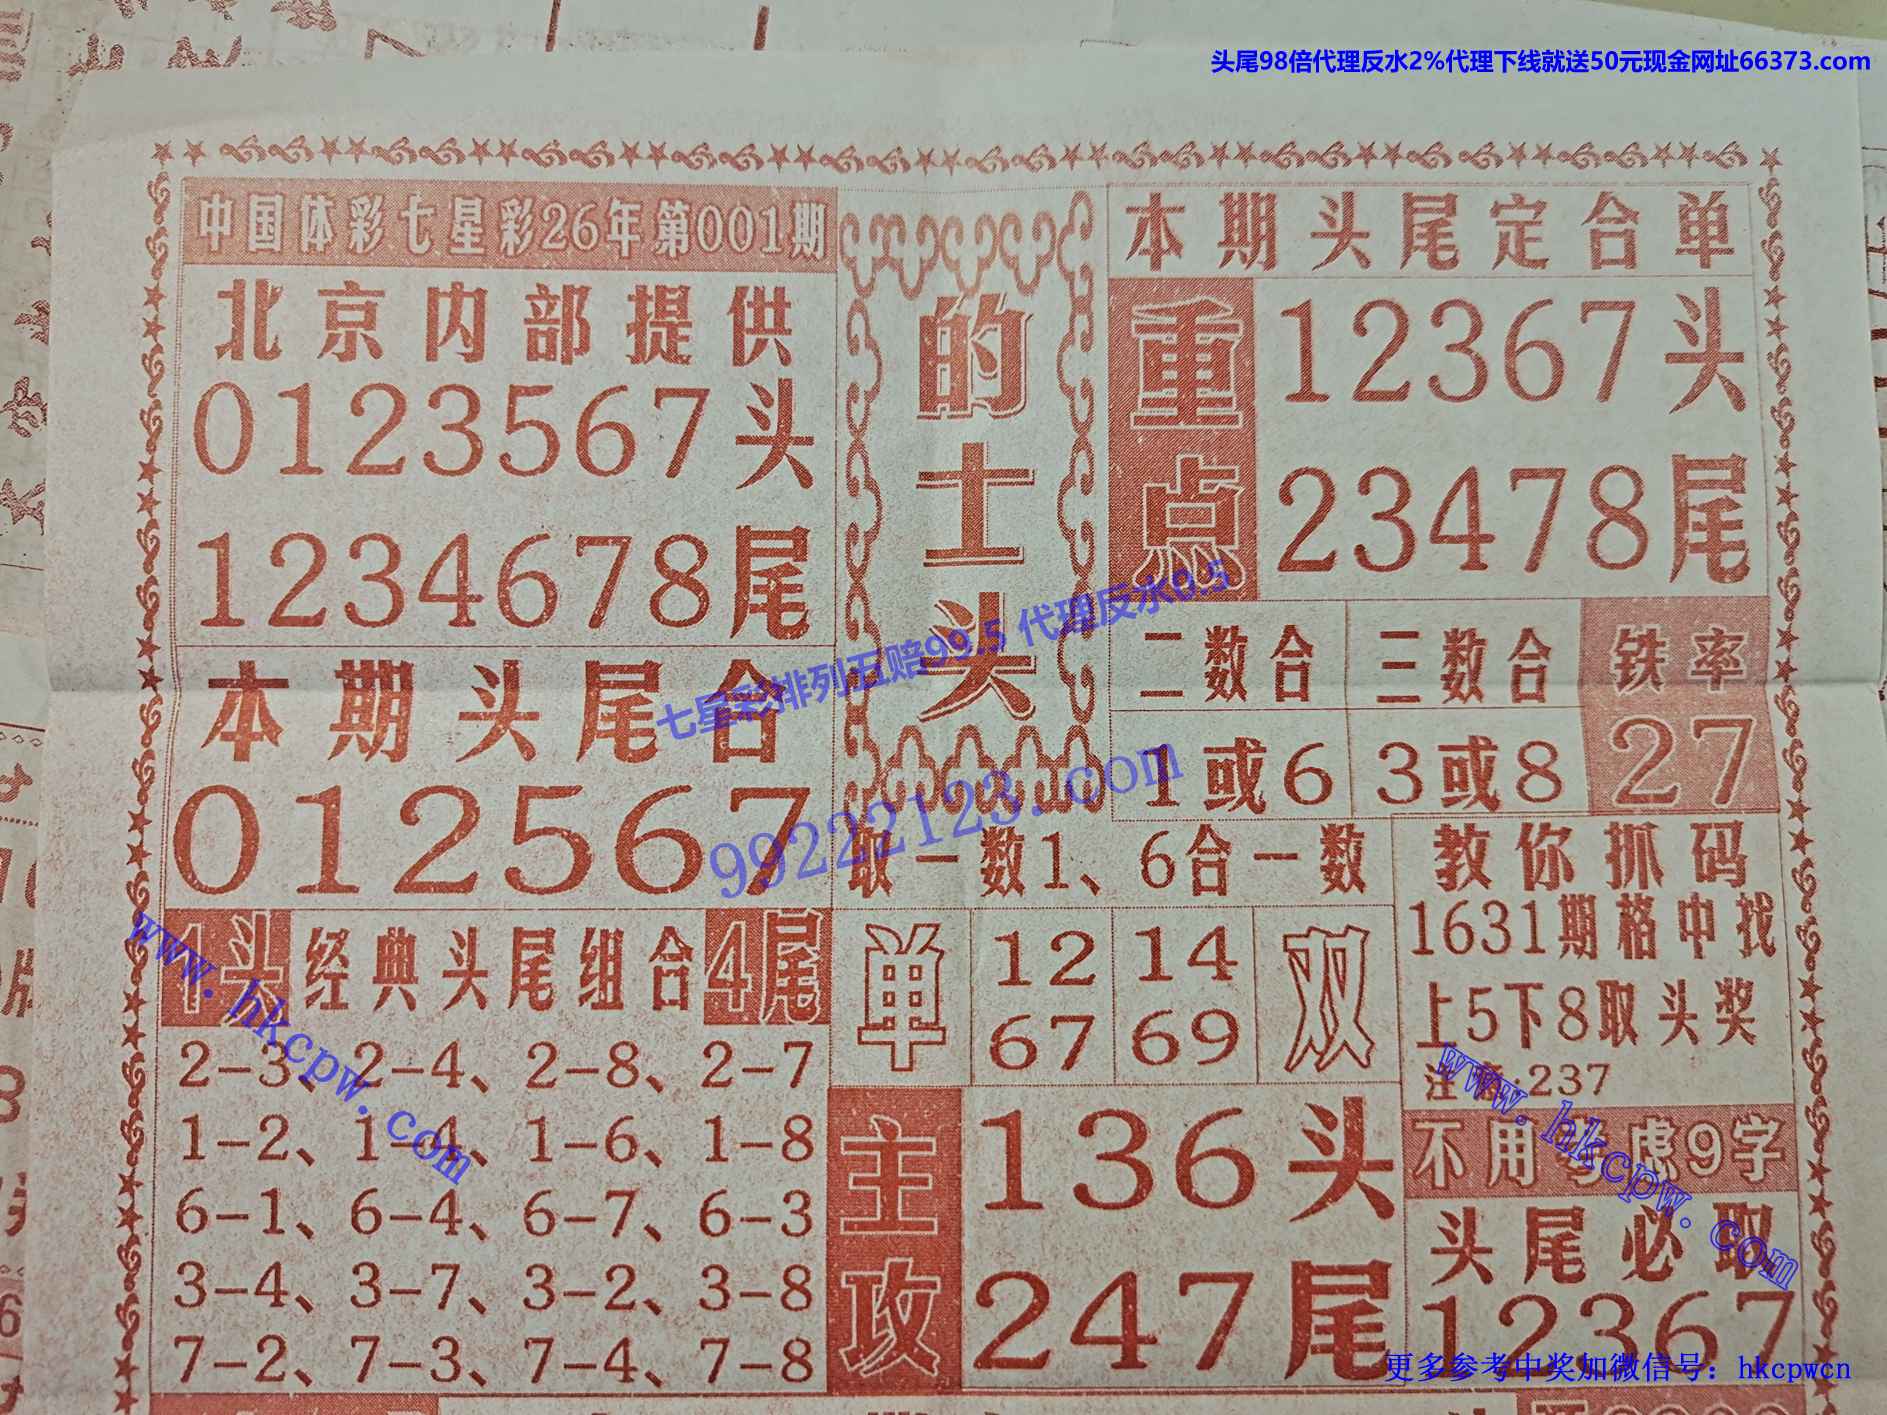 头尾98倍代理反水2%代理下线就送50元现金网址66373.com
中国体彩七星彩26年第001期
北京内部提供
0123567头
1234678尾
本期头尾合
012567
的士头
本期头尾定合单
重点
12367头
23478尾
二数合
三数合
铁率
1或6
3或8
27
七星彩排列五赔99.5 代理反水0.5
99222123.com
取一数1、6合一数
1头 经典头尾组合 4尾
2-3、2-4、2-8、2-7
1-2、1-4、1-6、1-8
6-1、6-4、6-7、6-3
3-4、3-7、3-2、3-8
7-2、7-3、7-4、7-8
单
12
67
14
69
双
主攻
136头
247尾
教你抓码
1631期格中找
上5下8取头奖
注意:237
不用考虑9字
头尾必取
12367
www.hkcpw.com
www.hkcpw.com
更多参考中奖加微信号：hkcpwcn